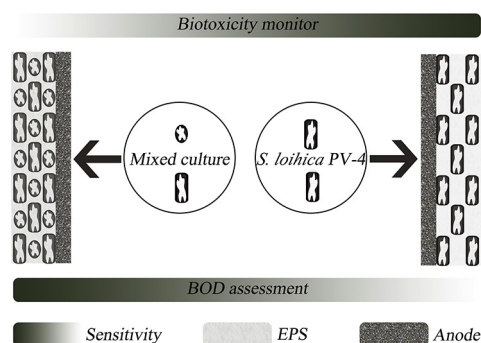 Biotoxicity monitor
Mixed culture
S. loihica PV-4
BOD assessment
Sensitivity
EPS
Anode